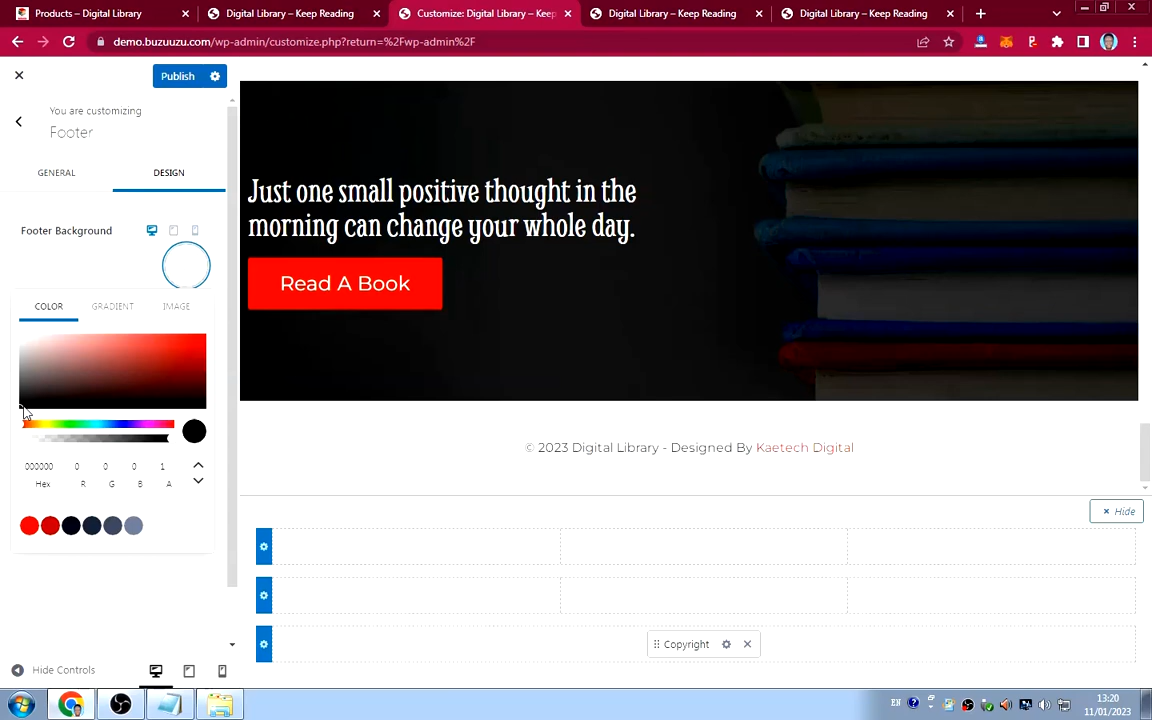 Products – Digital Library
Digital Library – Keep Reading
Customize: Digital Library – Keep
Digital Library – Keep Reading
Digital Library – Keep Reading
demo.buzuuzu.com/wp-admin/customize.php?return=%2Fwp-admin%2F
Publish
You are customizing
Footer
GENERAL
DESIGN
Footer Background
COLOR
GRADIENT
IMAGE
000000 0 0 0 1
Hex R G B A
Hide Controls
Just one small positive thought in the
morning can change your whole day.
Read A Book
© 2023 Digital Library - Designed By Kaetech Digital
Hide
Copyright
EN
13:20
11/01/2023